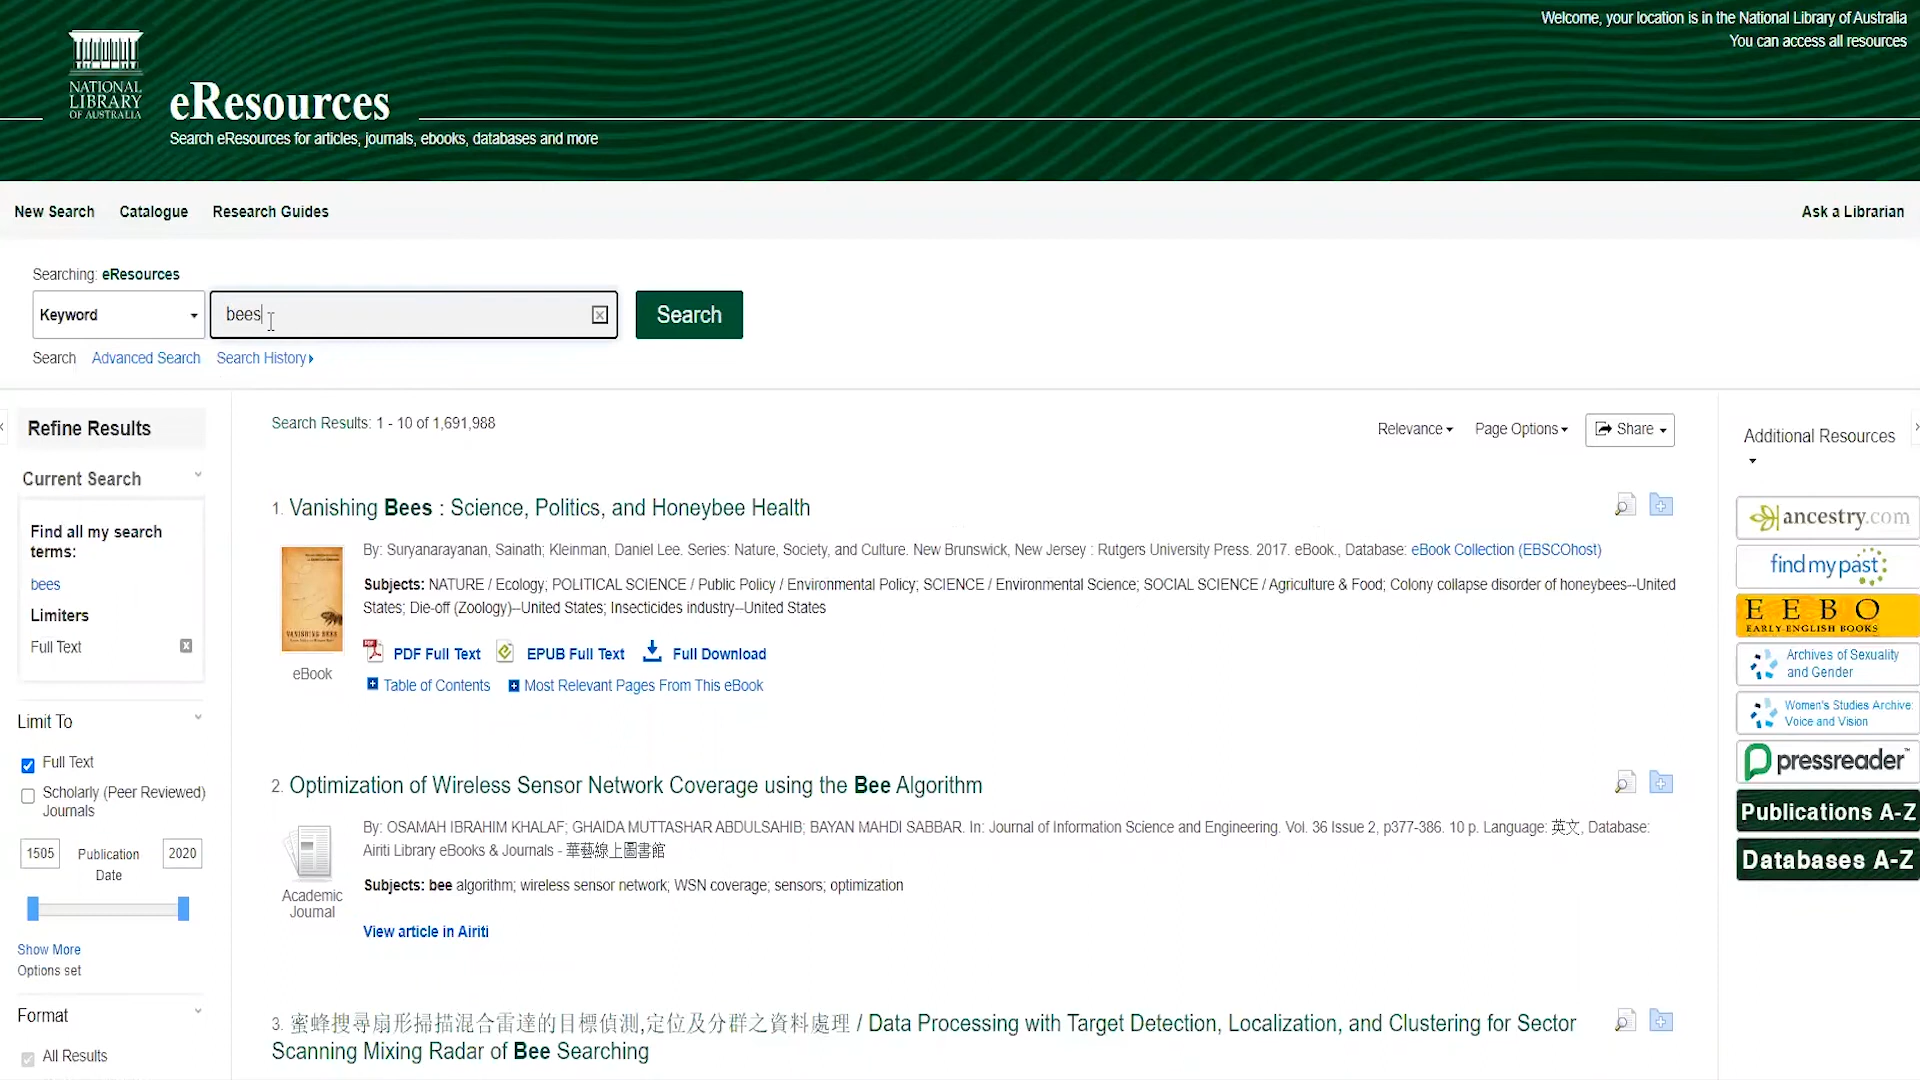 Welcome, your location is in the National Library of Australia
You can access all resources
NATIONAL
LIBRARY
OF AUSTRALIA
eResources
Search eResources for articles, journals, ebooks, databases and more
New Search
Catalogue
Research Guides
Ask a Librarian
Searching: eResources
Keyword
bees
Search
Search
Advanced Search
Search History
Refine Results
Current Search
Find all my search
terms:
bees
Limiters
Full Text
Limit To
Full Text
Scholarly (Peer Reviewed)
Journals
1505
Publication
Date
2020
Show More
Options set
Format
All Results
Search Results: 1 - 10 of 1,691,988
Relevance
Page Options
Share
1. Vanishing Bees : Science, Politics, and Honeybee Health
By: Suryanarayanan, Sainath; Kleinman, Daniel Lee. Series: Nature, Society, and Culture. New Brunswick, New Jersey : Rutgers University Press. 2017. eBook., Database: eBook Collection (EBSCOhost)
Subjects: NATURE / Ecology; POLITICAL SCIENCE / Public Policy / Environmental Policy; SCIENCE / Environmental Science; SOCIAL SCIENCE / Agriculture & Food; Colony collapse disorder of honeybees--United
States; Die-off (Zoology)--United States; Insecticides industry--United States
VANISHING BEES
eBook
PDF Full Text
EPUB Full Text
Full Download
Table of Contents
Most Relevant Pages From This eBook
2. Optimization of Wireless Sensor Network Coverage using the Bee Algorithm
By: OSAMAH IBRAHIM KHALAF; GHAIDA MUTTASHAR ABDULSAHIB; BAYAN MAHDI SABBAR. In: Journal of Information Science and Engineering. Vol. 36 Issue 2, p377-386. 10 p. Language: 英文, Database:
Airiti Library eBooks & Journals - 華藝線上圖書館
Academic
Journal
Subjects: bee algorithm; wireless sensor network; WSN coverage; sensors; optimization
View article in Airiti
3. 蜜蜂搜尋扇形掃描混合雷達的目標偵測,定位及分群之資料處理 / Data Processing with Target Detection, Localization, and Clustering for Sector
Scanning Mixing Radar of Bee Searching
Additional Resources
ancestry.com
findmypast
EEBO
EARLY ENGLISH BOOKS
Archives of Sexuality
and Gender
Women's Studies Archive:
Voice and Vision
pressreader
Publications A-Z
Databases A-Z